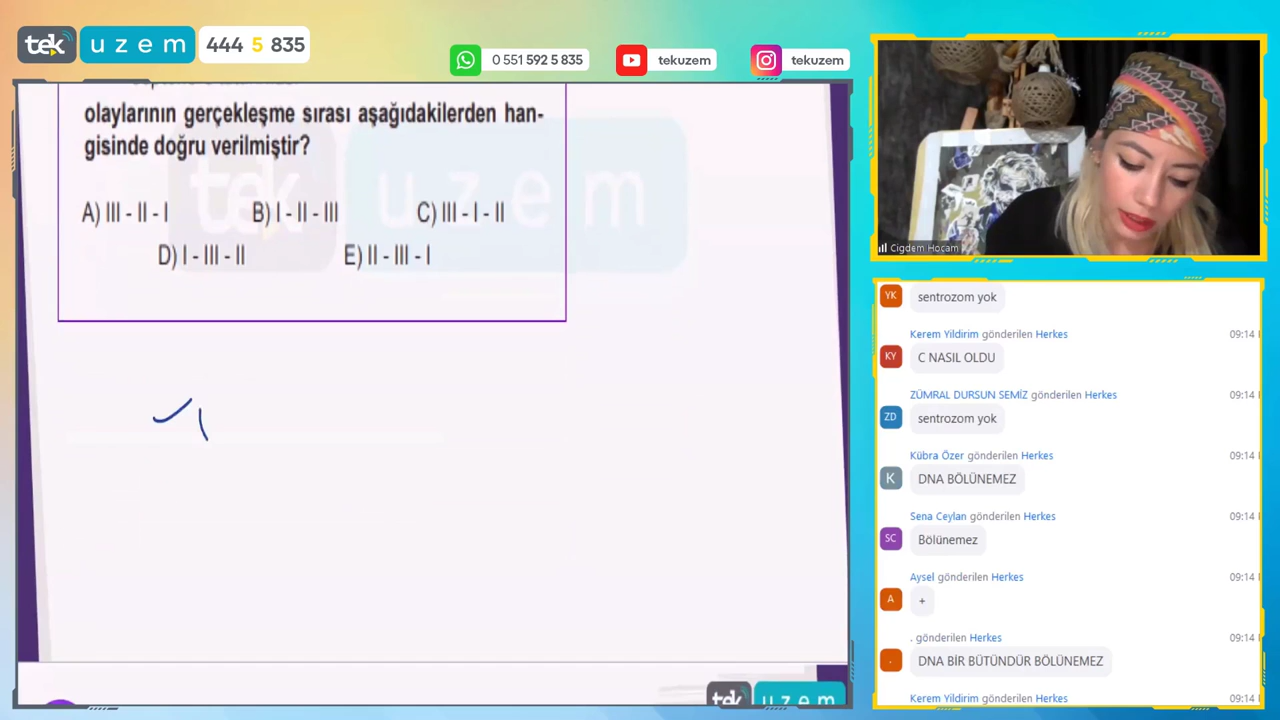 tek uzem 444 5 835
0 551 592 5 835
tekuzem
tekuzem
olaylarının gerçekleşme sırası aşağıdakilerden han-
gisinde doğru verilmiştir?
A) III - II - I B) I - II - III C) III - I - II
D) I - III - II E) II - III - I
tek uzem
tek uzem
Cigdem Hocam
YK sentrozom yok
Kerem Yildirim gönderilen Herkes 09:14
KY C NASIL OLDU
ZÜMRAL DURSUN SEMİZ gönderilen Herkes 09:14
ZD sentrozom yok
Kübra Özer gönderilen Herkes 09:14
K DNA BÖLÜNEMEZ
Sena Ceylan gönderilen Herkes 09:14
SC Bölünemez
Aysel gönderilen Herkes 09:14
A +
. gönderilen Herkes 09:14
. DNA BİR BÜTÜNDÜR BÖLÜNEMEZ
Kerem Yildirim gönderilen Herkes 09:14